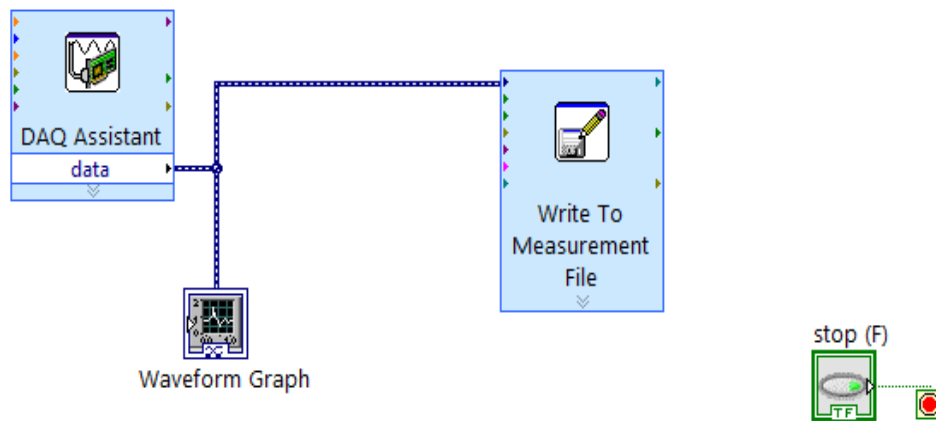 DAQ Assistant
data
Write To
Measurement
File
Waveform Graph
stop (F)
TF